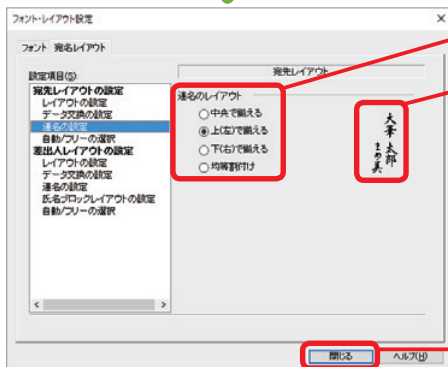 フォント・レイアウト設定
×
フォント 宛名レイアウト
設定項目(S):
宛先レイアウトの設定
レイアウトの設定
データ交換の設定
連名の設定
自動/フリーの選択
差出人レイアウトの設定
レイアウトの設定
データ交換の設定
連名の設定
氏名ブロックレイアウトの設定
自動/フリーの選択
宛先レイアウト
連名のレイアウト
中央で揃える
上(左)で揃える
下(右)で揃える
均等割付け
大筆 太郎
まめ美
閉じる
ヘルプ(H)